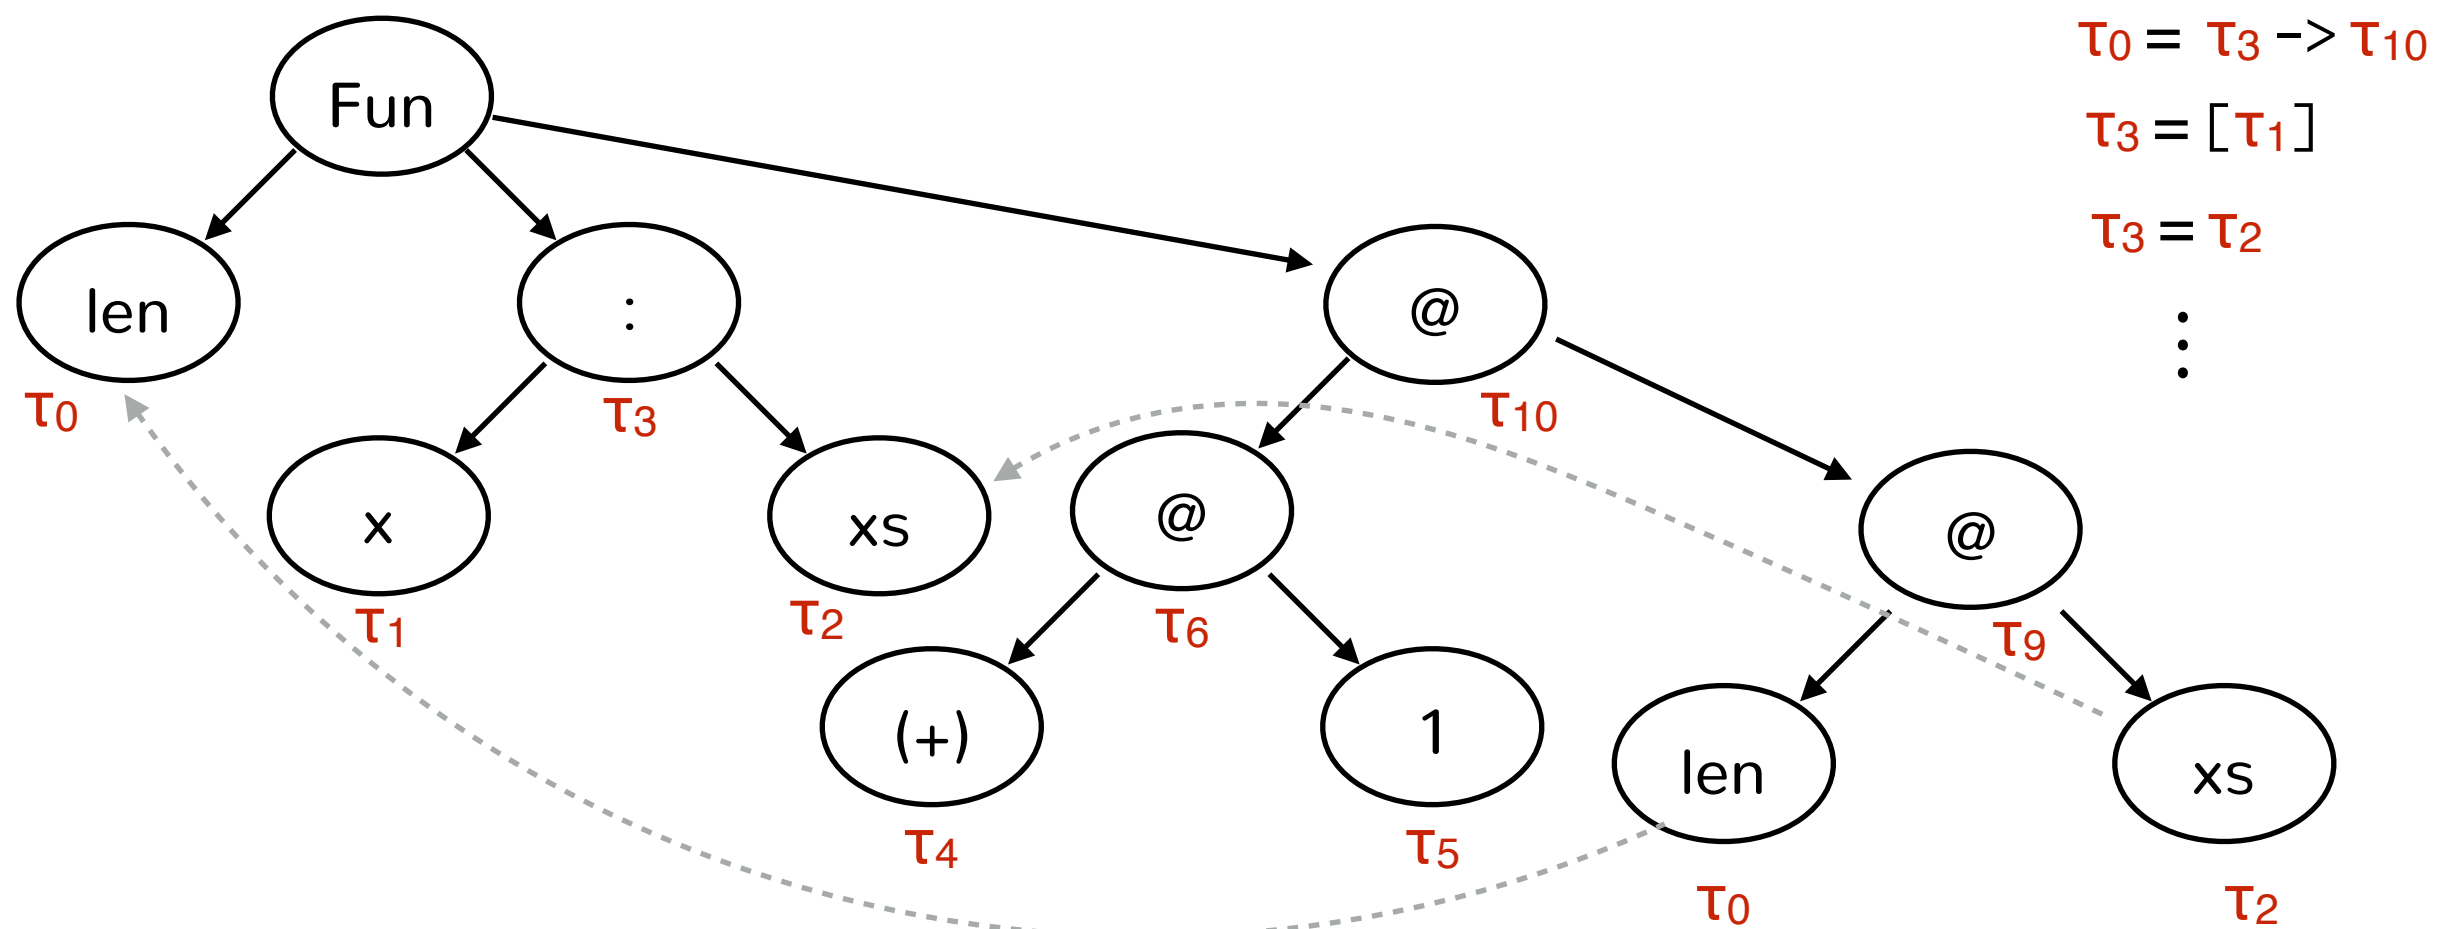 Fun
τ0 = τ3 -> τ10
τ3 = [τ1]
τ3 = τ2
⋮
len
:
@
τ0
τ3
τ10
x
xs
@
@
τ1
τ2
τ6
τ9
(+)
1
len
xs
τ4
τ5
τ0
τ2